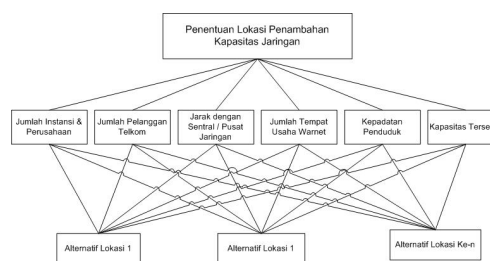 Penentuan Lokasi Penambahan
Kapasitas Jaringan
Jumlah Instansi &
Perusahaan
Jumlah Pelanggan
Telkom
Jarak dengan
Sentral / Pusat
Jaringan
Jumlah Tempat
Usaha Warnet
Kepadatan
Penduduk
Kapasitas Terse
Alternatif Lokasi 1
Alternatif Lokasi 1
Alternatif Lokasi Ke-n